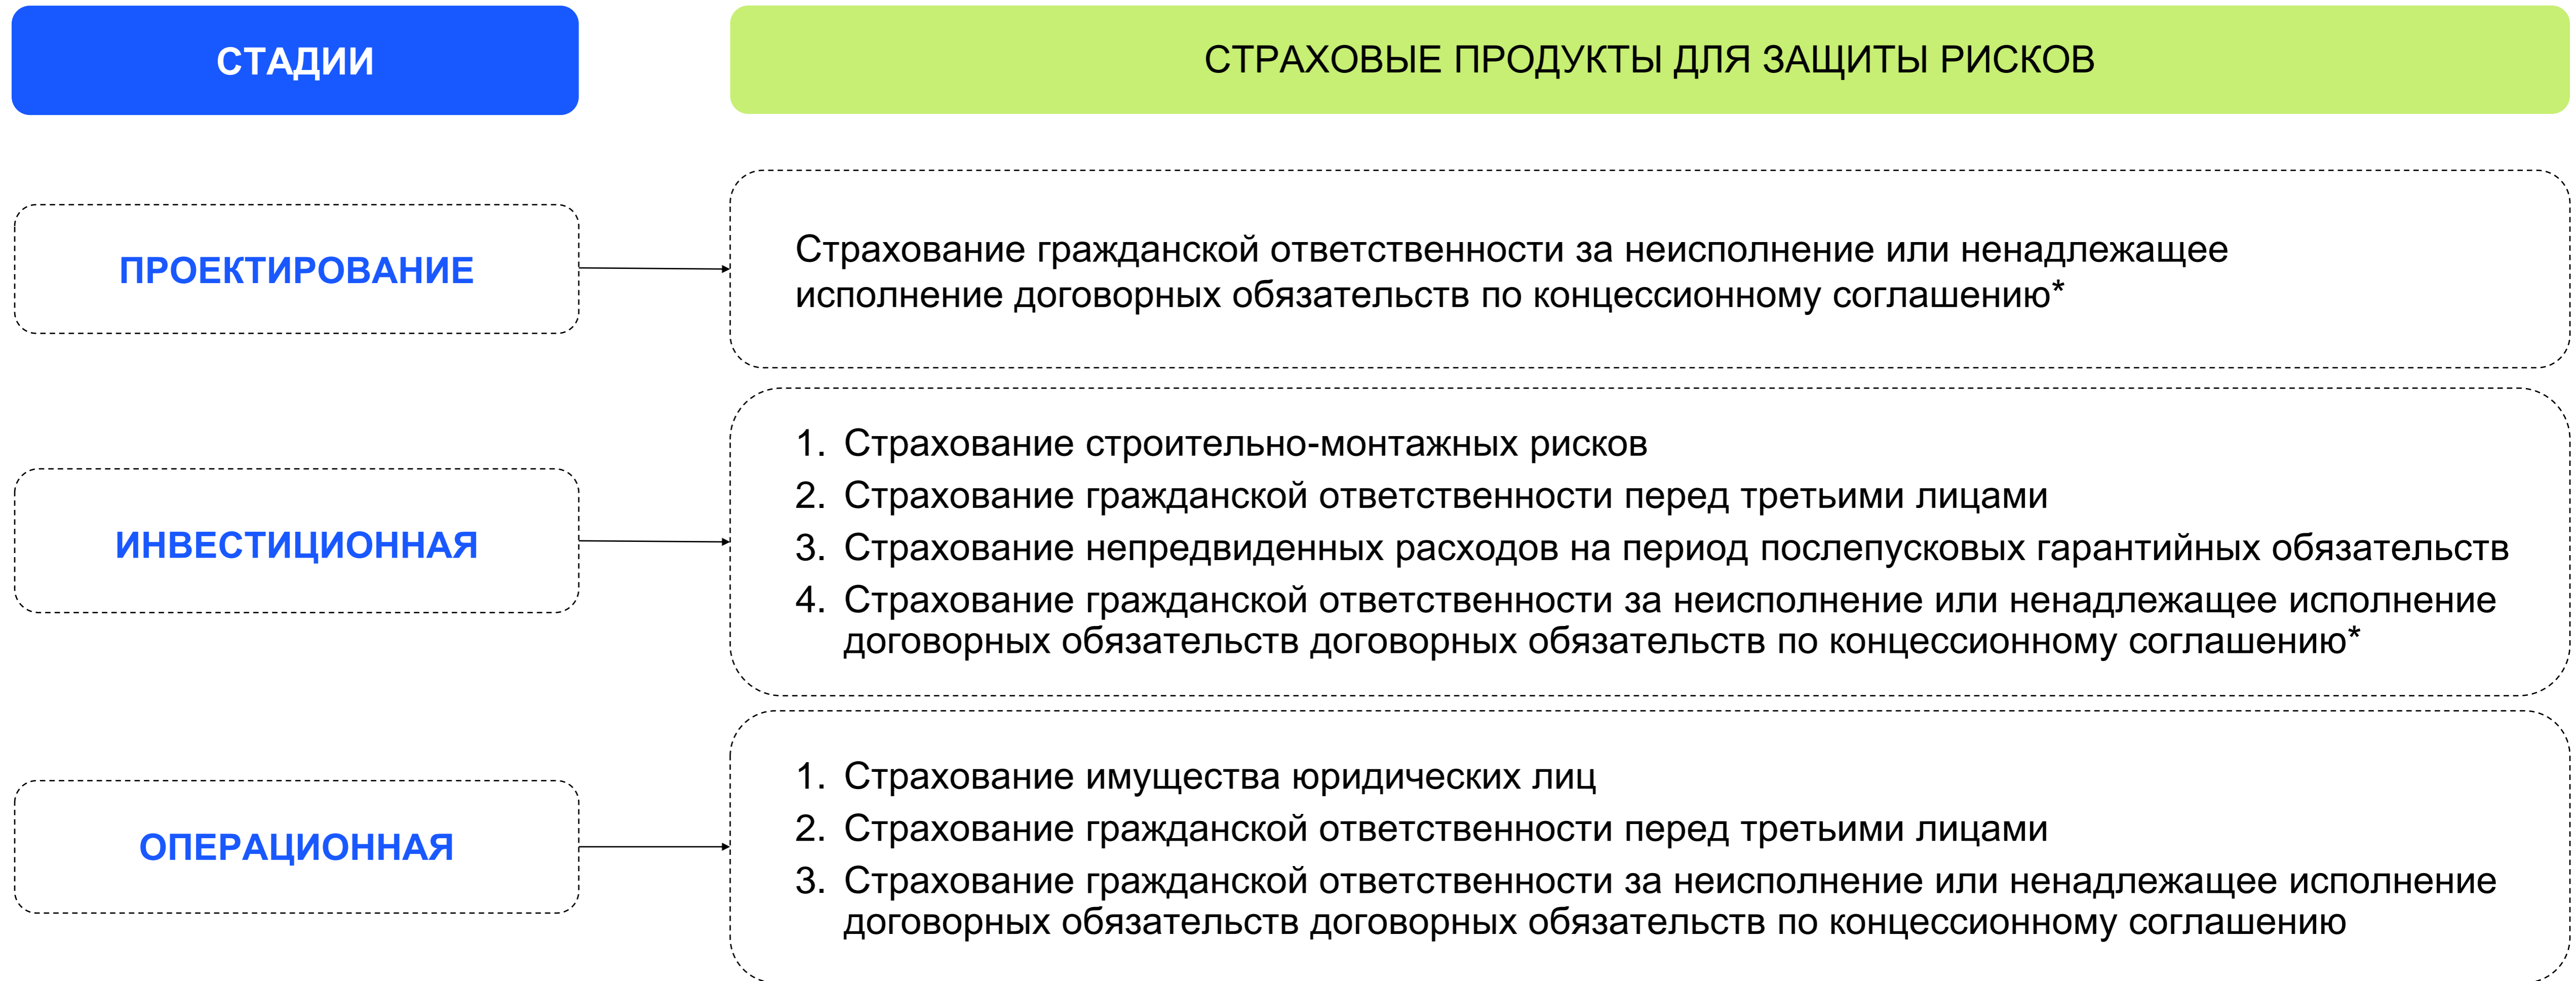 СТАДИИ
СТРАХОВЫЕ ПРОДУКТЫ ДЛЯ ЗАЩИТЫ РИСКОВ
ПРОЕКТИРОВАНИЕ
Страхование гражданской ответственности за неисполнение или ненадлежащее
исполнение договорных обязательств по концессионному соглашению*
ИНВЕСТИЦИОННАЯ
1. Страхование строительно-монтажных рисков
2. Страхование гражданской ответственности перед третьими лицами
3. Страхование непредвиденных расходов на период послепусковых гарантийных обязательств
4. Страхование гражданской ответственности за неисполнение или ненадлежащее исполнение
договорных обязательств договорных обязательств по концессионному соглашению*
ОПЕРАЦИОННАЯ
1. Страхование имущества юридических лиц
2. Страхование гражданской ответственности перед третьими лицами
3. Страхование гражданской ответственности за неисполнение или ненадлежащее исполнение
договорных обязательств договорных обязательств по концессионному соглашению